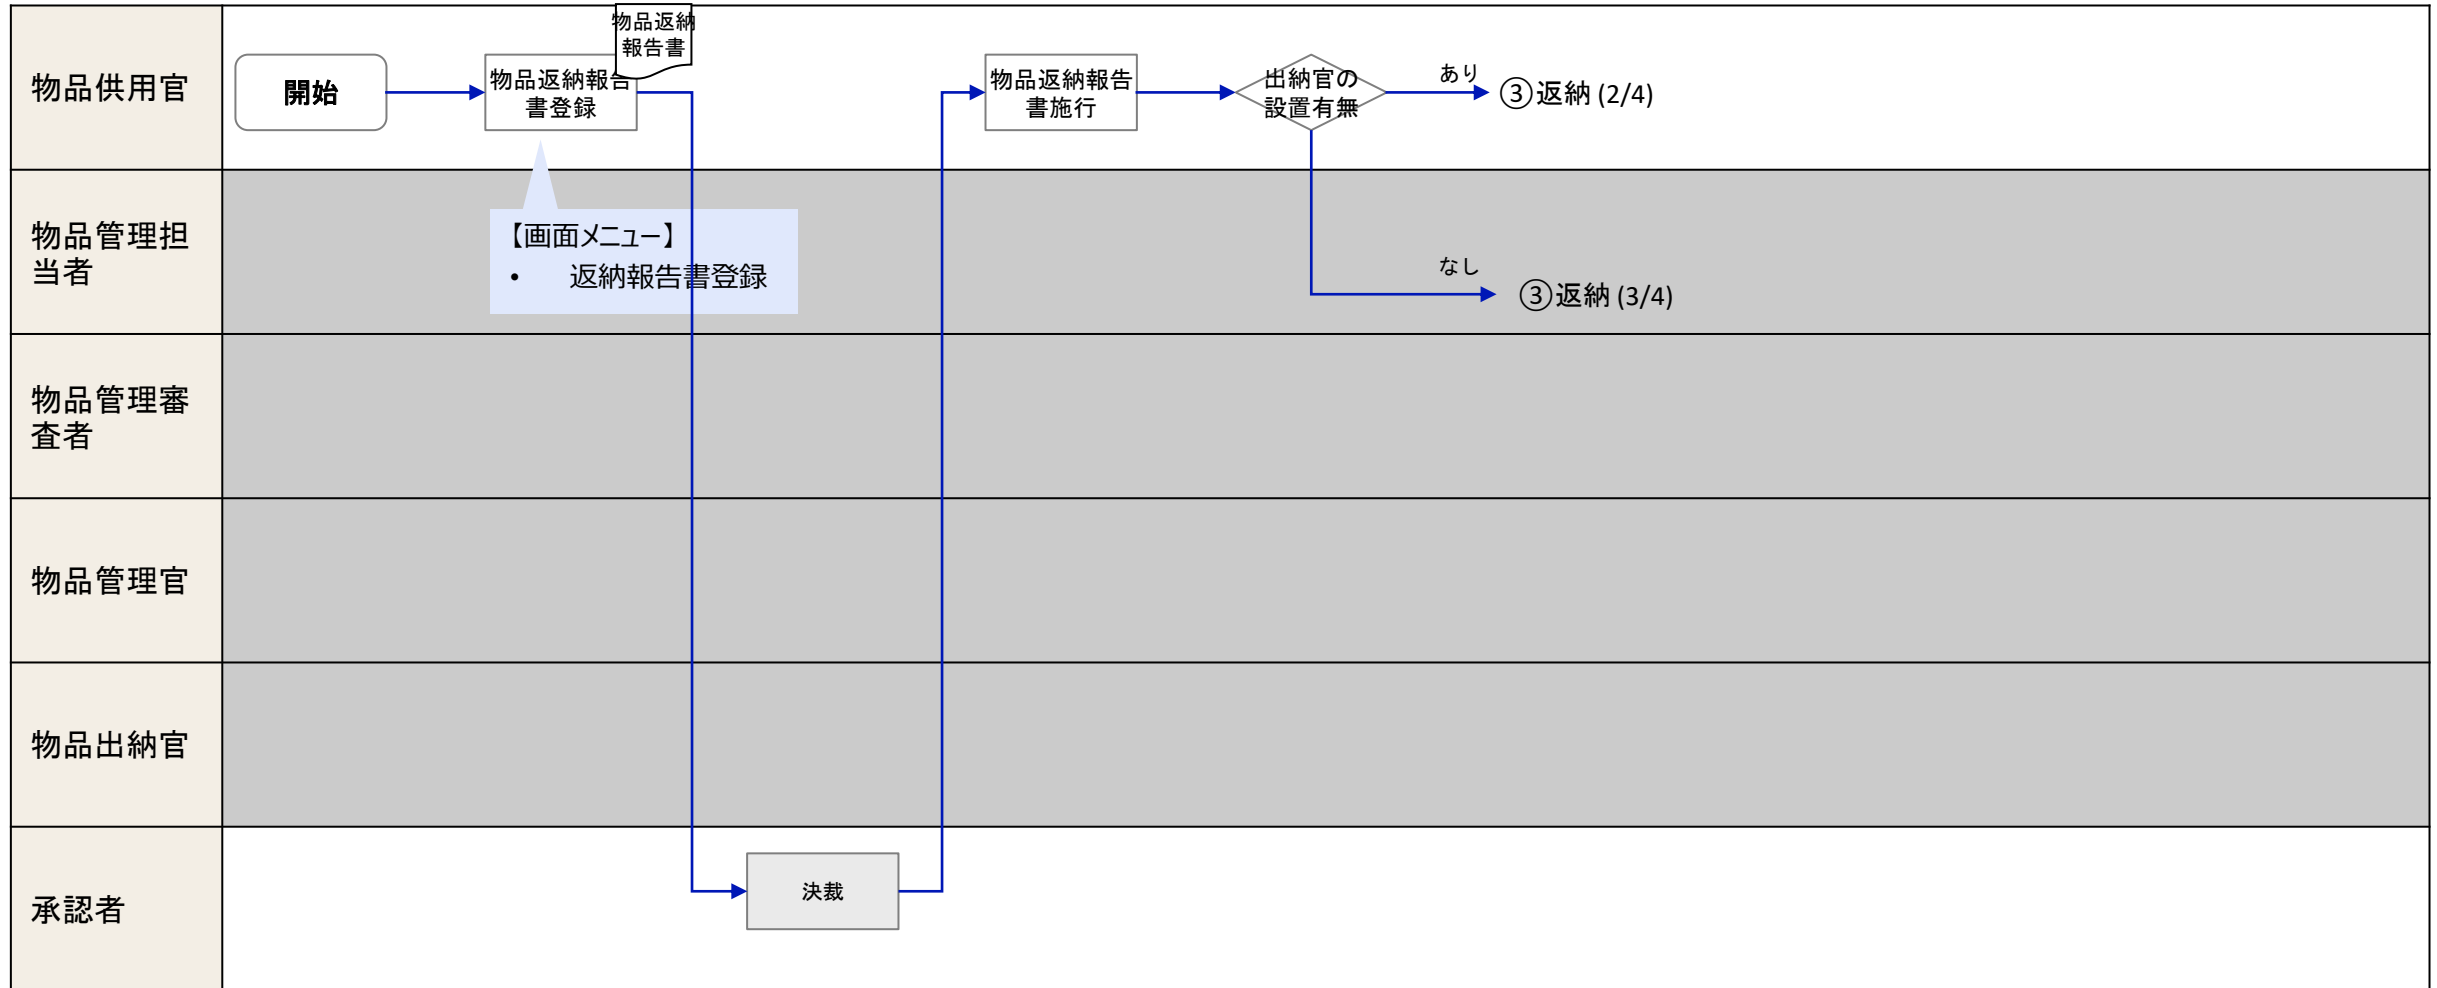 物品供用官
開始
物品返納
報告書
物品返納報告
書登録
物品返納報告
書施行
出納官の
設置有無
あり
③返納 (2/4)
物品管理担
当者
【画面メニュー】
• 返納報告書登録
なし
③返納 (3/4)
物品管理審
査者
物品管理官
物品出納官
承認者
決裁